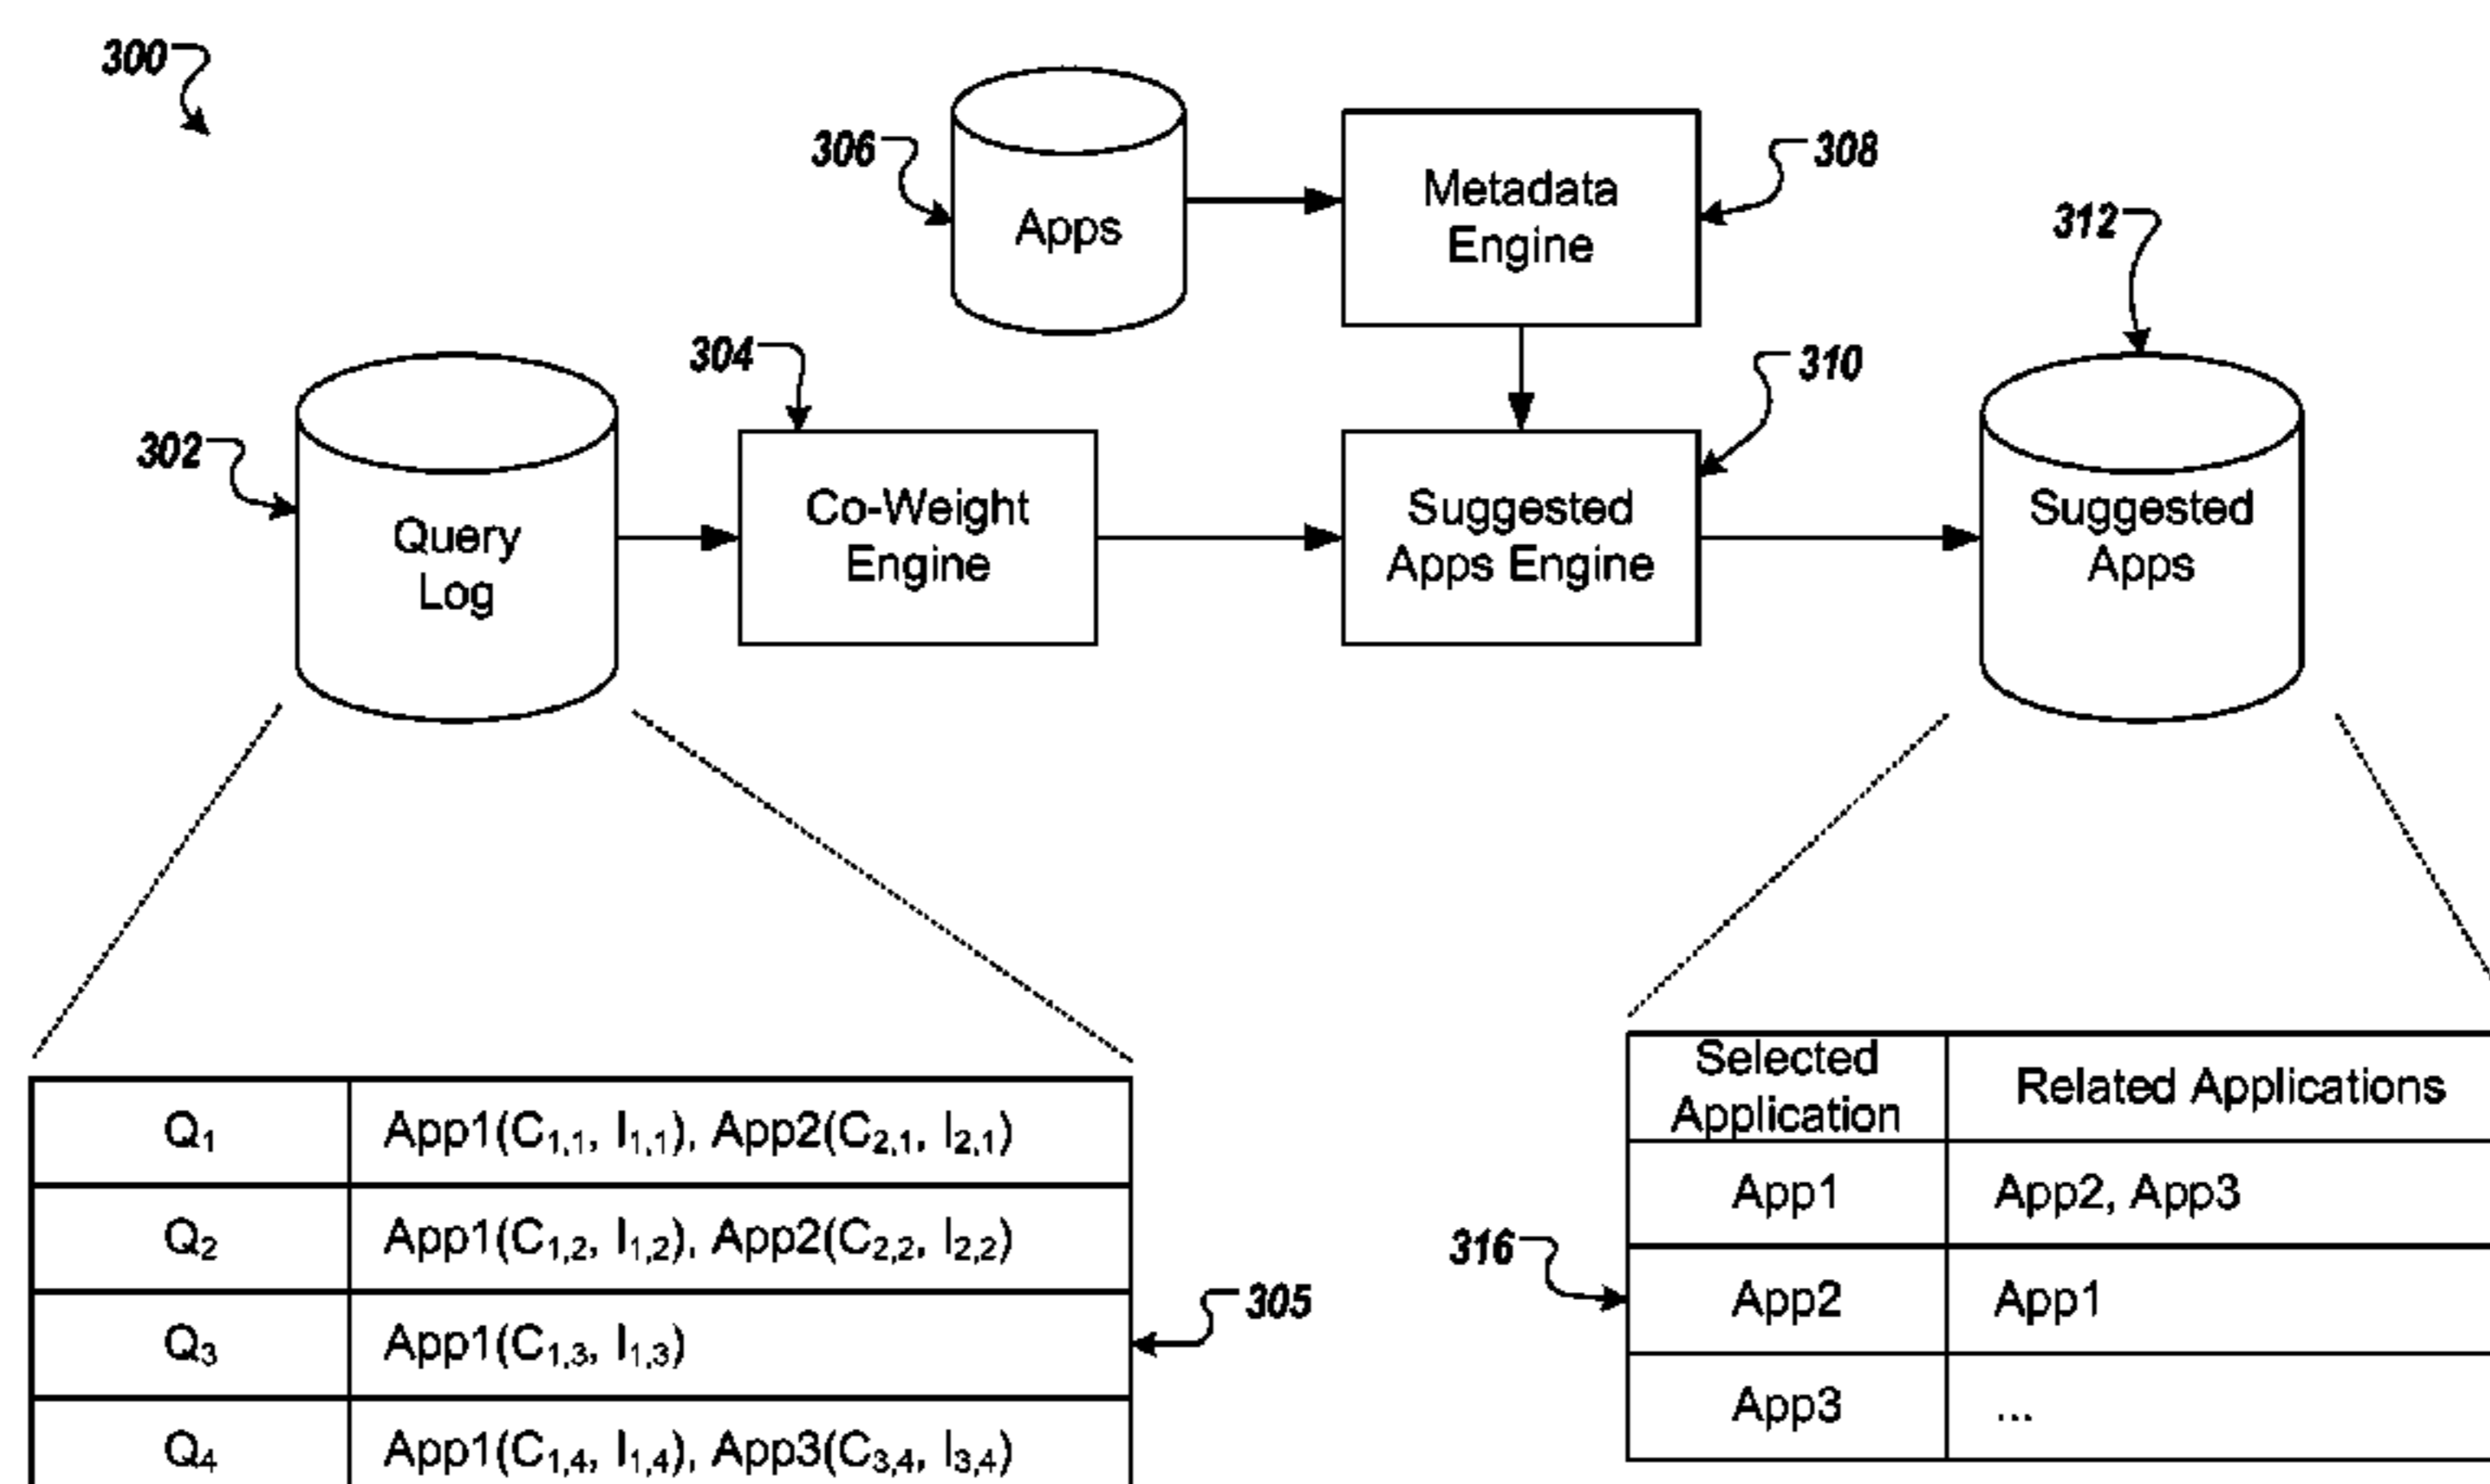 300
306
Apps
Metadata
Engine
308
312
304
310
302
Query
Log
Co-Weight
Engine
Suggested
Apps Engine
Suggested
Apps
Q₁ App1(C₁,₁, I₁,₁), App2(C₂,₁, I₂,₁)
Q₂ App1(C₁,₂, I₁,₂), App2(C₂,₂, I₂,₂)
Q₃ App1(C₁,₃, I₁,₃)
Q₄ App1(C₁,₄, I₁,₄), App3(C₃,₄, I₃,₄)
305
Selected
Application
Related Applications
App1 App2, App3
App2 App1
App3 ...
316